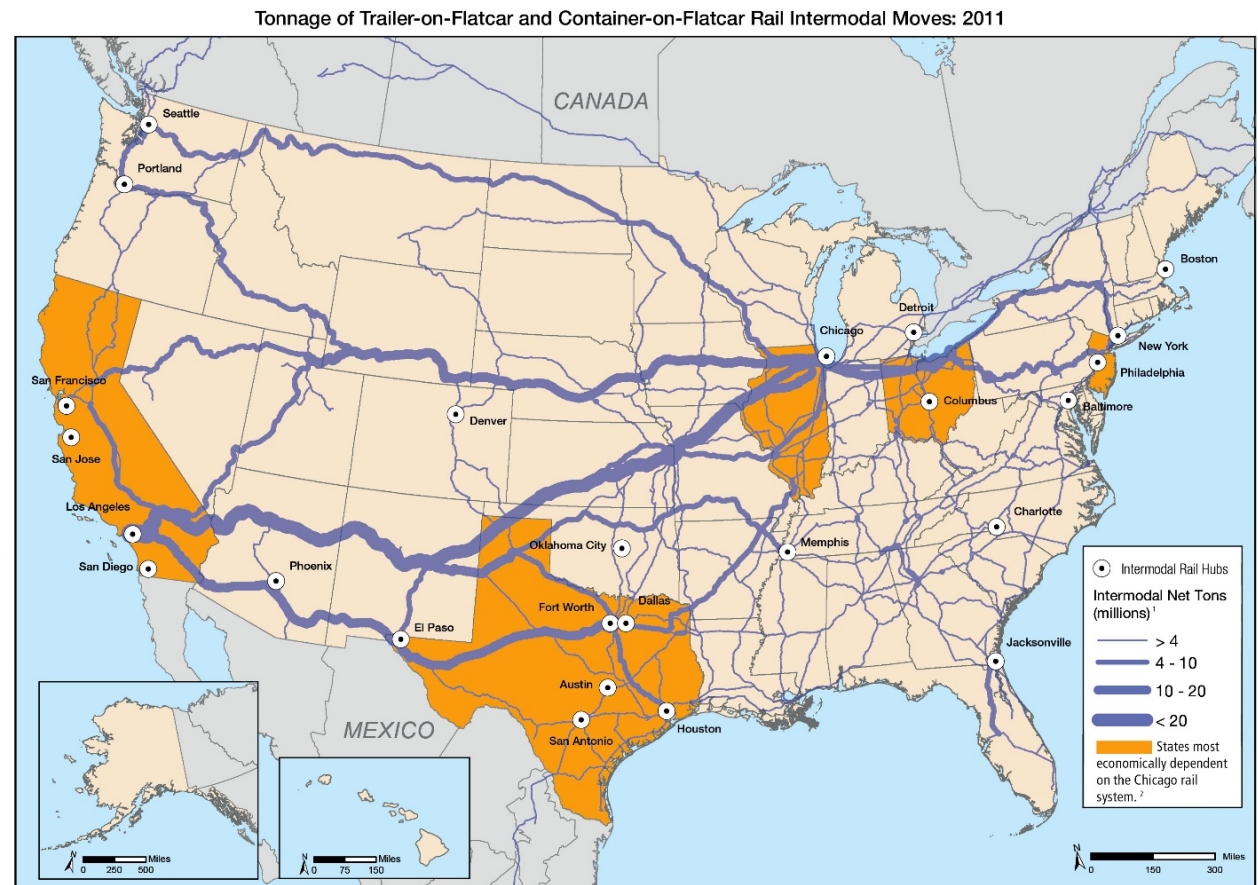 Tonnage of Trailer-on-Flatcar and Container-on-Flatcar Rail Intermodal Moves: 2011
CANADA
Seattle
Portland
Boston
Detroit
Chicago
New York
San Francisco
Philadelphia
Columbus
Baltimore
Denver
San Jose
Los Angeles
Charlotte
Oklahoma City
Memphis
San Diego
Phoenix
Fort Worth
Dallas
El Paso
Jacksonville
Austin
MEXICO
Houston
San Antonio
Intermodal Rail Hubs
Intermodal Net Tons
(millions) 1
> 4
4 - 10
10 - 20
< 20
States most
economically dependent
on the Chicago rail
system. 2
N
Miles
0 250 500
N
Miles
0 75 150
N
Miles
0 150 300